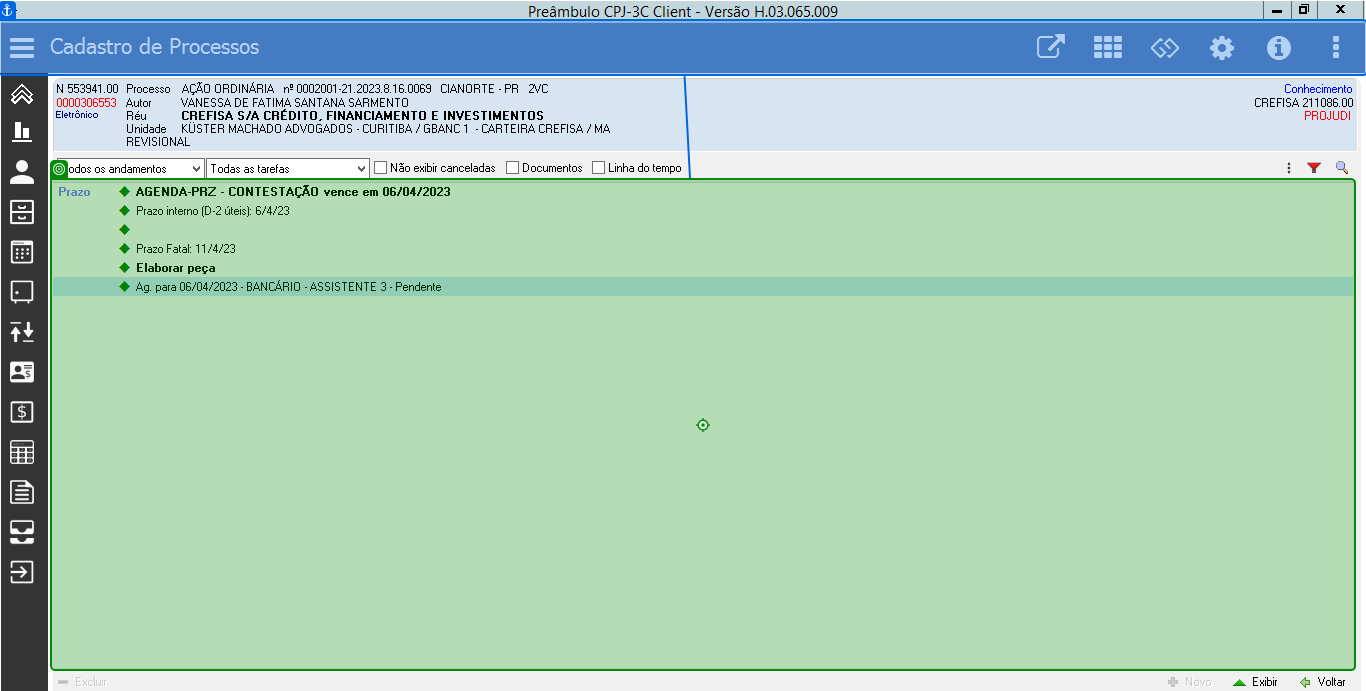 Preâmbulo CPJ-3C Client - Versão H.03.065.009
Cadastro de Processos
N 553941.00 Processo AÇÃO ORDINÁRIA nº 0002001-21.2023.8.16.0069 CIANORTE - PR 2VC Conhecimento
0000306553 Autor VANESSA DE FATIMA SANTANA SARMENTO CREFISA 211086.00
Eletrônico Réu CREFISA S/A CRÉDITO, FINANCIAMENTO E INVESTIMENTOS PROJUDI
Unidade KÜSTER MACHADO ADVOGADOS - CURITIBA / GBANC 1 - CARTEIRA CREFISA / MA
REVISIONAL
odos os andamentos Todas as tarefas Não exibir canceladas Documentos Linha do tempo
Prazo AGENDA-PRZ - CONTESTAÇÃO vence em 06/04/2023
Prazo interno (D-2 úteis): 6/4/23
Prazo Fatal: 11/4/23
Elaborar peça
Ag. para 06/04/2023 - BANCÁRIO - ASSISTENTE 3 - Pendente
Excluir Novo Exibir Voltar